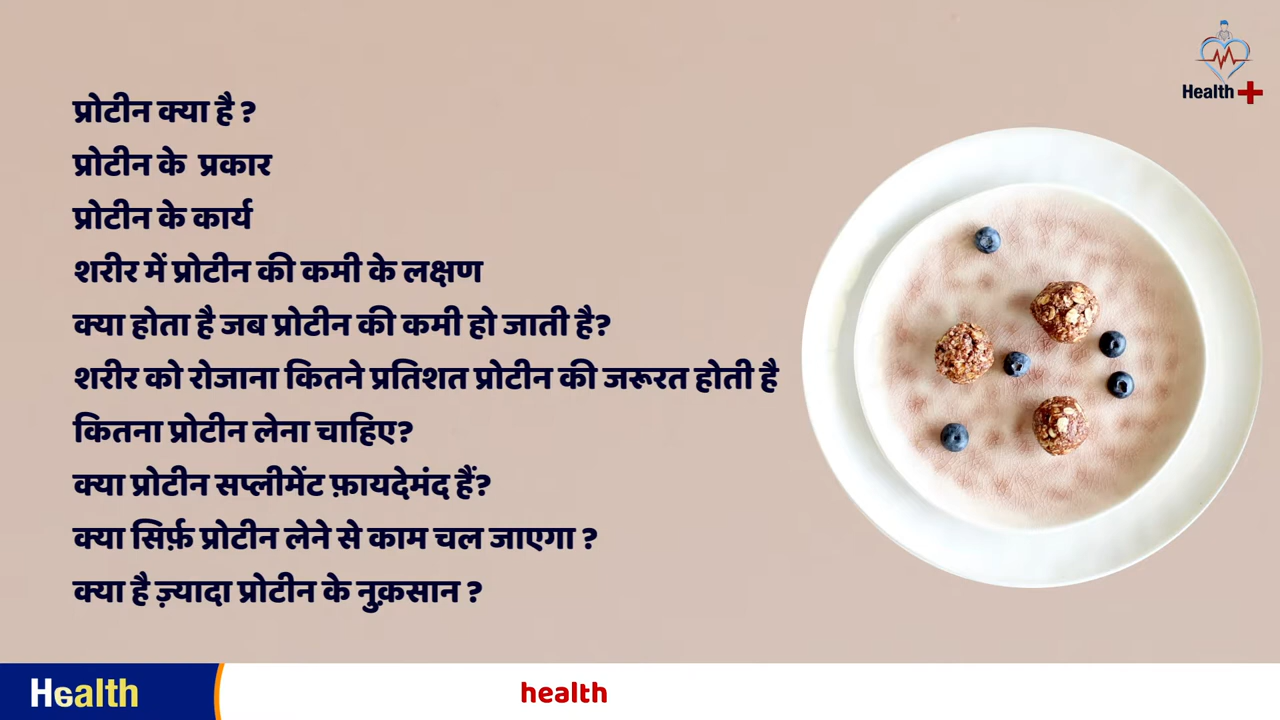 प्रोटीन क्या है ?
प्रोटीन के प्रकार
प्रोटीन के कार्य
शरीर में प्रोटीन की कमी के लक्षण
क्या होता है जब प्रोटीन की कमी हो जाती है?
शरीर को रोजाना कितने प्रतिशत प्रोटीन की जरूरत होती है
कितना प्रोटीन लेना चाहिए?
क्या प्रोटीन सप्लीमेंट फ़ायदेमंद हैं?
क्या सिर्फ़ प्रोटीन लेने से काम चल जाएगा ?
क्या है ज़्यादा प्रोटीन के नुक़सान ?
Health
Health
health